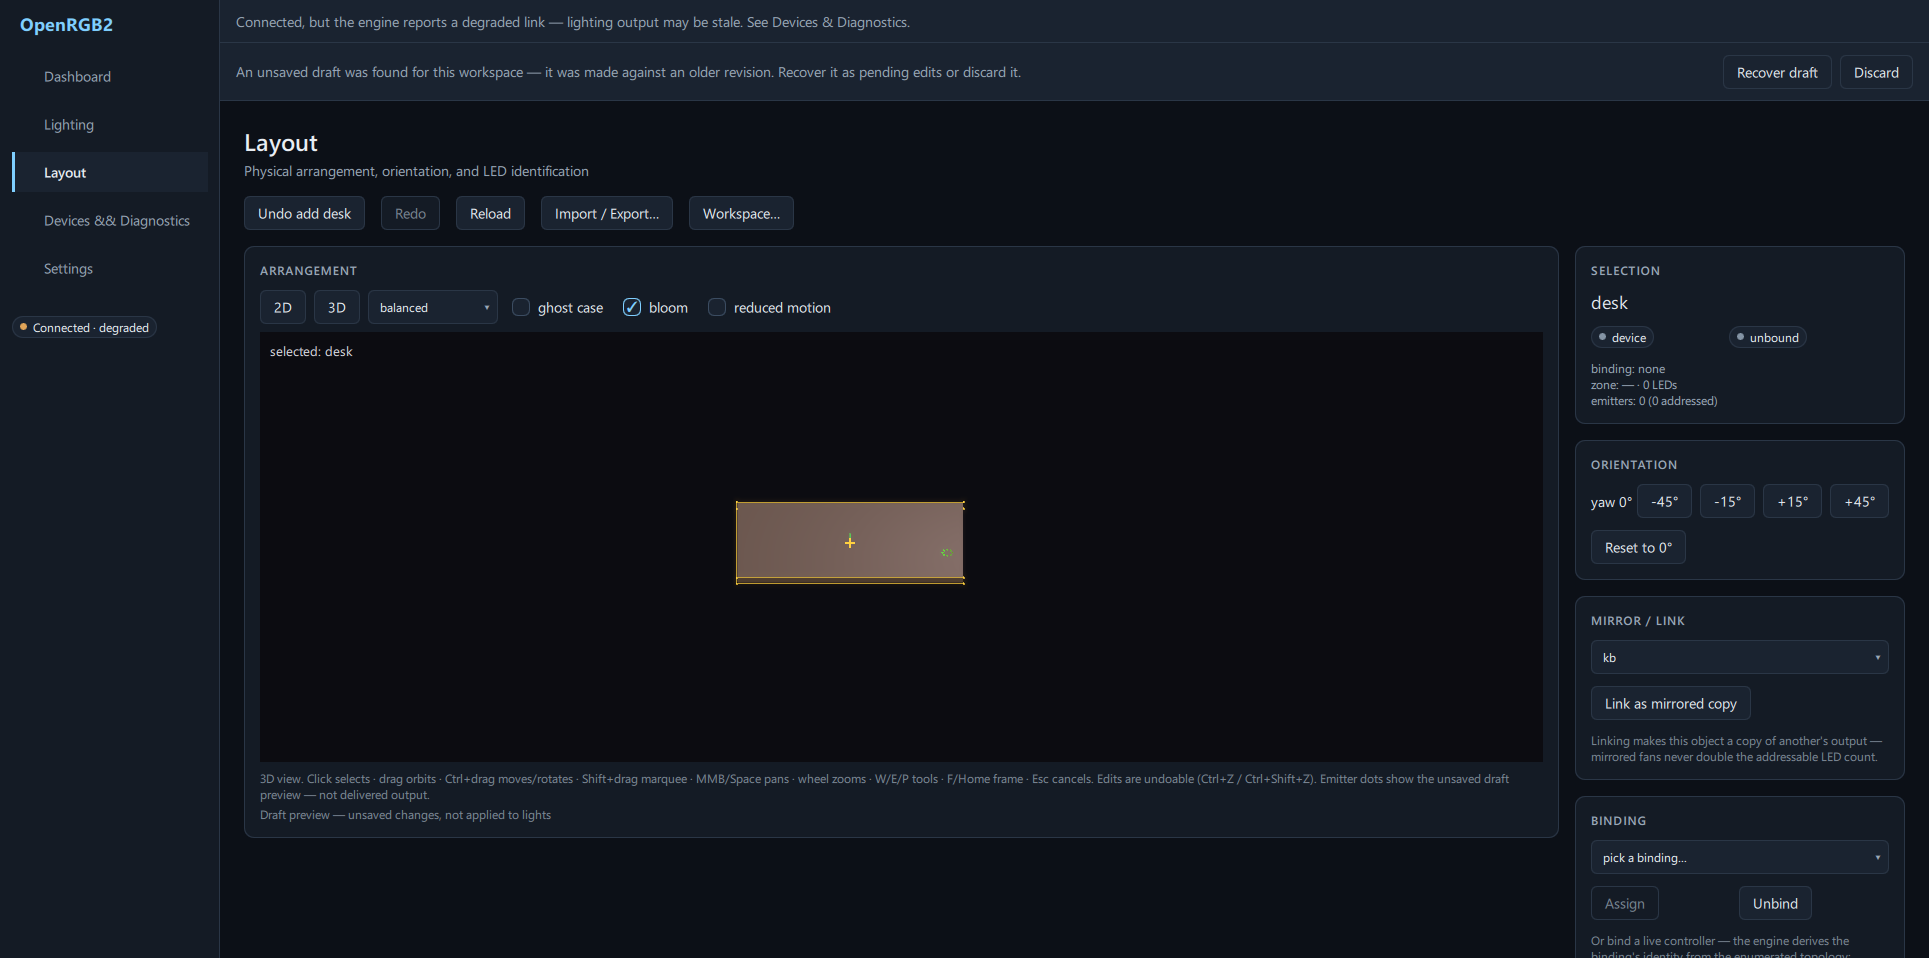 OpenRGB2
Dashboard
Lighting
Layout
Devices && Diagnostics
Settings
Connected · degraded
Connected, but the engine reports a degraded link — lighting output may be stale. See Devices & Diagnostics.
An unsaved draft was found for this workspace — it was made against an older revision. Recover it as pending edits or discard it.
Recover draft
Discard
Layout
Physical arrangement, orientation, and LED identification
Undo add desk
Redo
Reload
Import / Export...
Workspace...
ARRANGEMENT
2D
3D
balanced
ghost case
bloom
reduced motion
selected: desk
3D view. Click selects · drag orbits · Ctrl+drag moves/rotates · Shift+drag marquee · MMB/Space pans · wheel zooms · W/E/P tools · F/Home frame · Esc cancels. Edits are undoable (Ctrl+Z / Ctrl+Shift+Z). Emitter dots show the unsaved draft
preview — not delivered output.
Draft preview — unsaved changes, not applied to lights
SELECTION
desk
device
unbound
binding: none
zone: — · 0 LEDs
emitters: 0 (0 addressed)
ORIENTATION
yaw 0°
-45°
-15°
+15°
+45°
Reset to 0°
MIRROR / LINK
kb
Link as mirrored copy
Linking makes this object a copy of another's output —
mirrored fans never double the addressable LED count.
BINDING
pick a binding...
Assign
Unbind
Or bind a live controller — the engine derives the
binding's identity from the enumerated topology;